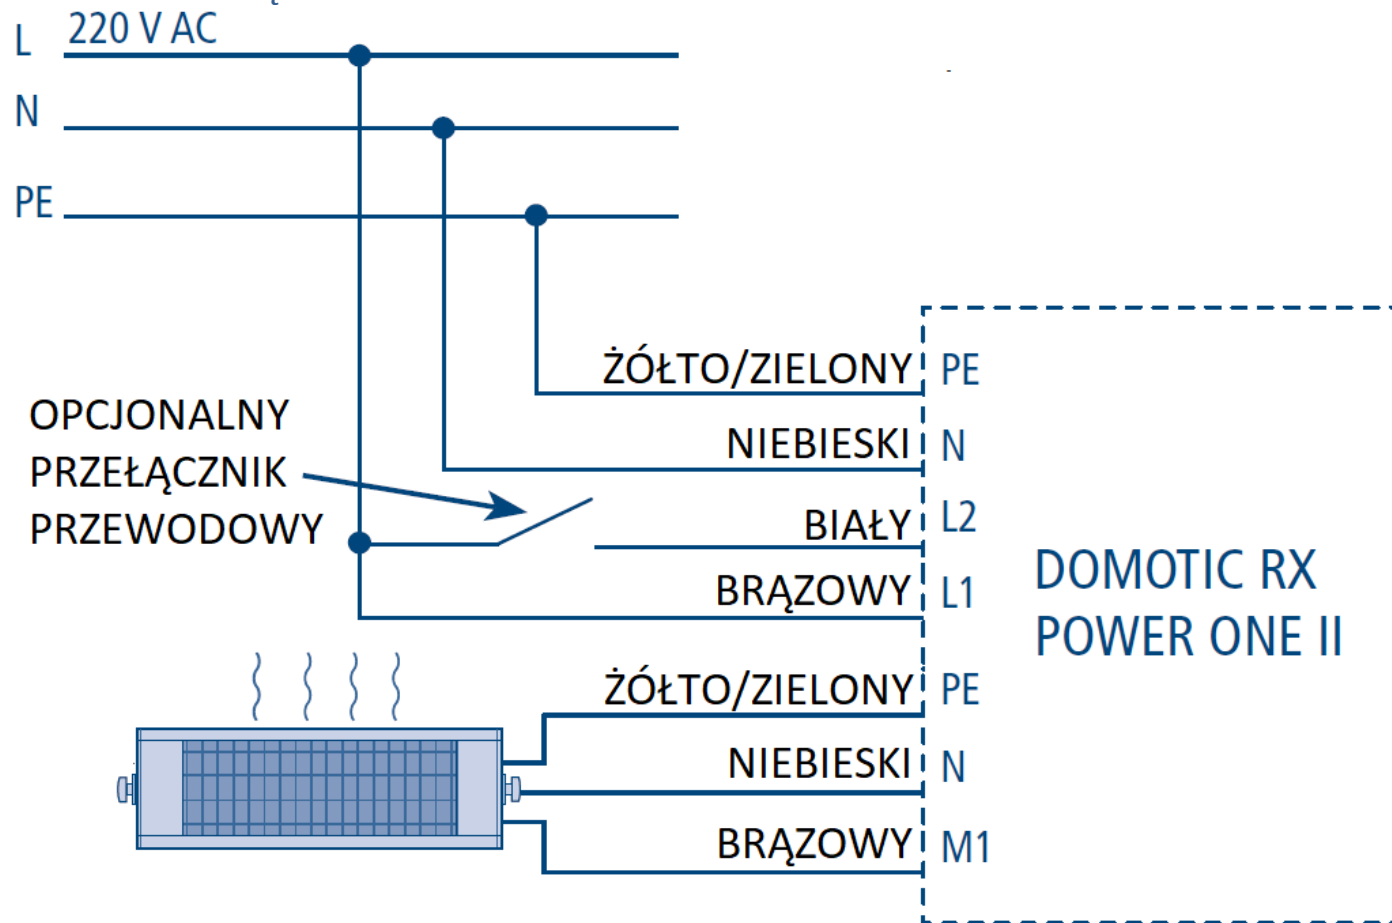 L 220 V AC
N
PE
ŻÓŁTO/ZIELONY PE
NIEBIESKI N
OPCJONALNY
PRZEŁĄCZNIK
PRZEWODOWY
BIAŁY L2
BRĄZOWY L1
DOMOTIC RX
POWER ONE II
ŻÓŁTO/ZIELONY PE
NIEBIESKI N
BRĄZOWY M1